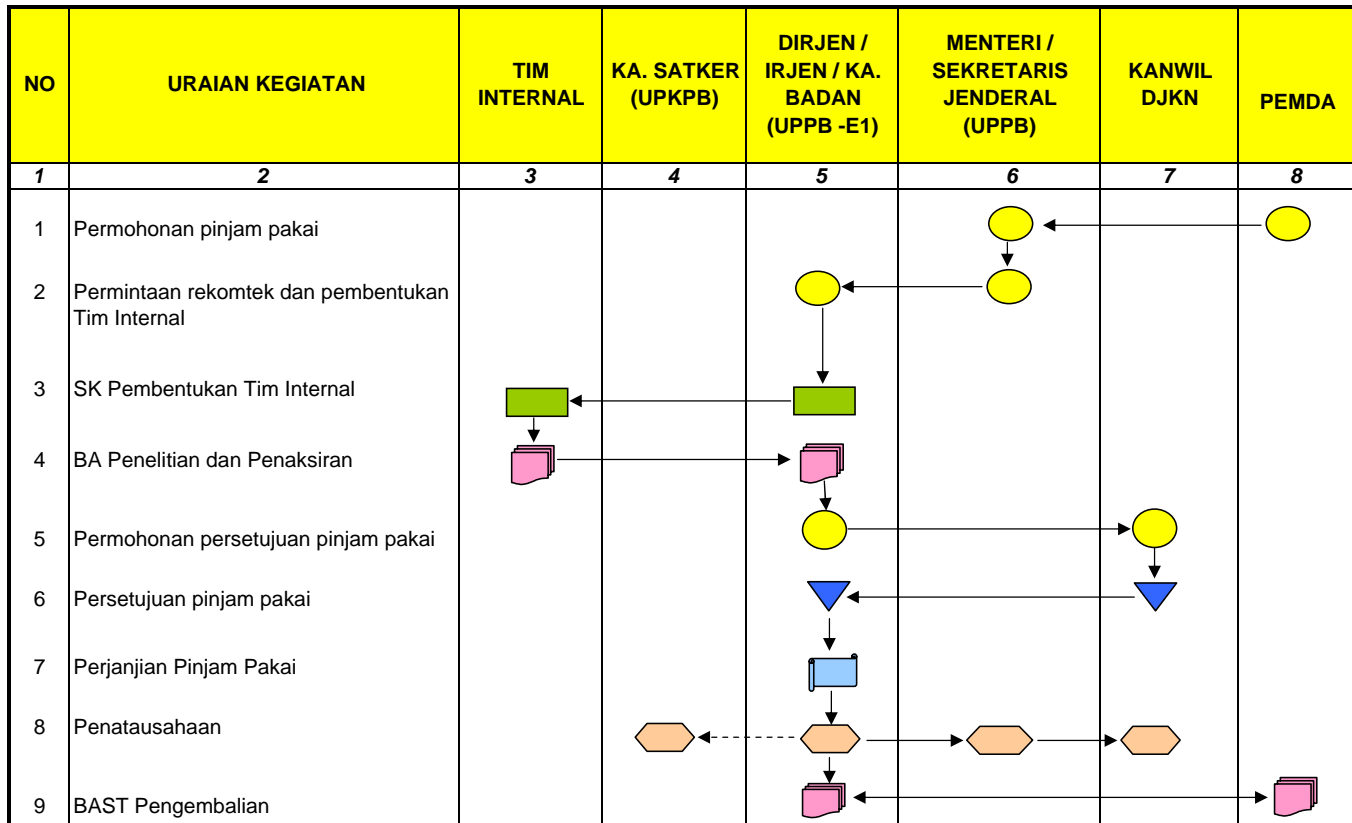 NO
URAIAN KEGIATAN
TIM
INTERNAL
KA. SATKER
(UPKPB)
DIRJEN /
IRJEN / KA.
BADAN
(UPPB -E1)
MENTERI /
SEKRETARIS
JENDERAL
(UPPB)
KANWIL
DJKN
PEMDA
1 2 3 4 5 6 7 8
1 Permohonan pinjam pakai
2 Permintaan rekomtek dan pembentukan
Tim Internal
3 SK Pembentukan Tim Internal
4 BA Penelitian dan Penaksiran
5 Permohonan persetujuan pinjam pakai
6 Persetujuan pinjam pakai
7 Perjanjian Pinjam Pakai
8 Penatausahaan
9 BAST Pengembalian